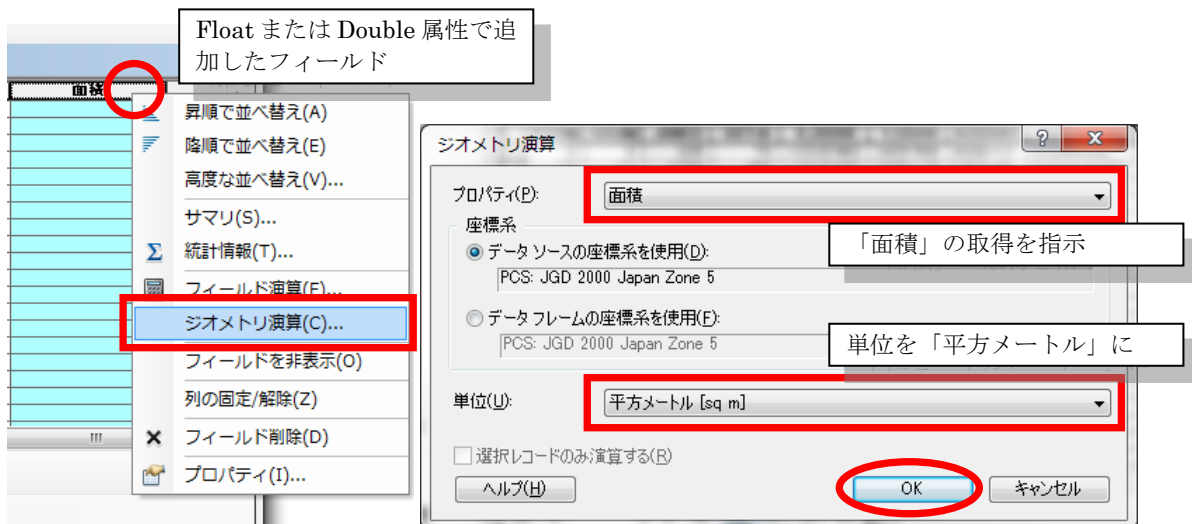 Float または Double 属性で追
加したフィールド
面積
昇順で並べ替え(A)
降順で並べ替え(E)
高度な並べ替え(V)...
サマリ(S)...
統計情報(T)...
フィールド演算(F)...
ジオメトリ演算(C)...
フィールドを非表示(O)
列の固定/解除(Z)
フィールド削除(D)
プロパティ(I)...
ジオメトリ演算
プロパティ(P):
面積
座標系
データ ソースの座標系を使用(D):
PCS: JGD 2000 Japan Zone 5
データ フレームの座標系を使用(F):
PCS: JGD 2000 Japan Zone 5
「面積」の取得を指示
単位を「平方メートル」に
単位(U):
平方メートル [sq m]
選択レコードのみ演算する(R)
ヘルプ(H)
OK
キャンセル